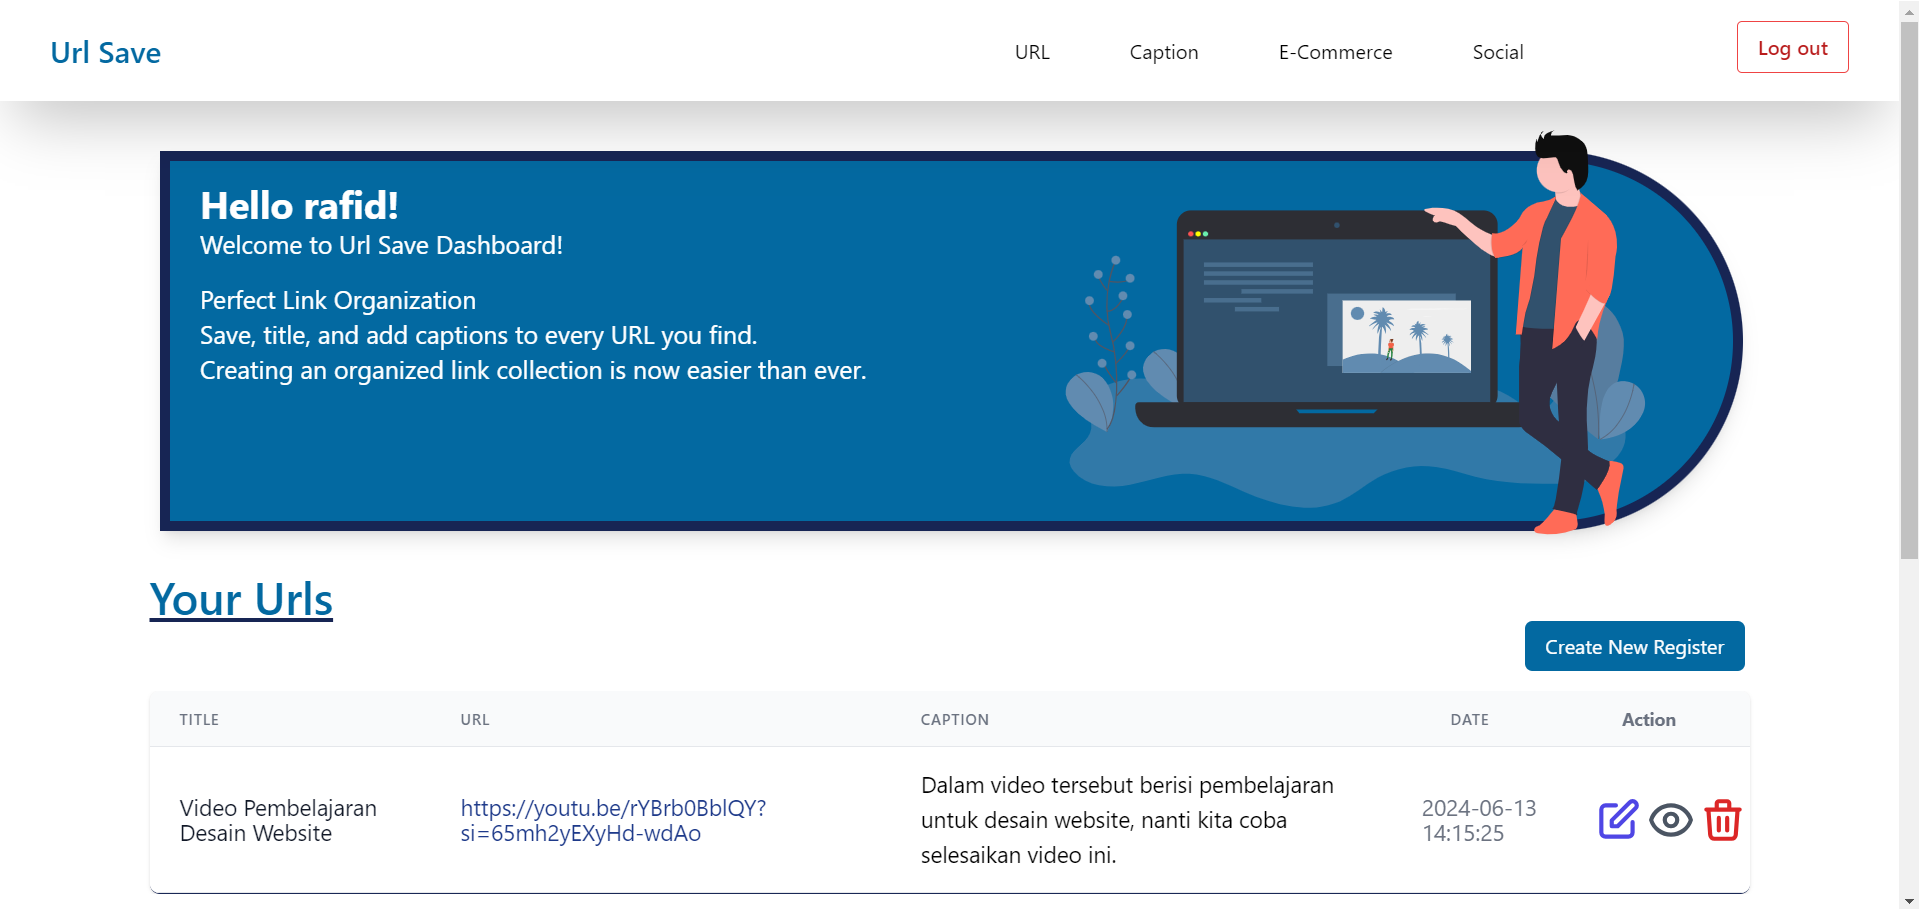 Url Save
URL
Caption
E-Commerce
Social
Log out
Hello rafid!
Welcome to Url Save Dashboard!
Perfect Link Organization
Save, title, and add captions to every URL you find.
Creating an organized link collection is now easier than ever.
Your Urls
Create New Register
TITLE
URL
CAPTION
DATE
Action
Video Pembelajaran
Desain Website
https://youtu.be/rYBrb0BblQY?
si=65mh2yEXyHd-wdAo
Dalam video tersebut berisi pembelajaran
untuk desain website, nanti kita coba
selesaikan video ini.
2024-06-13
14:15:25